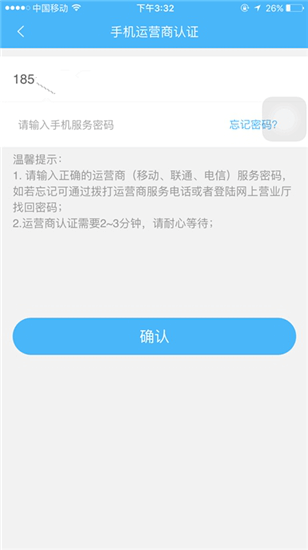 中国移动 下午3:32 26%
手机运营商认证
185
请输入手机服务密码 忘记密码?
温馨提示：
1. 请输入正确的运营商（移动、联通、电信）服务密码，
如若忘记可通过拨打运营商服务电话或者登陆网上营业厅
找回密码；
2.运营商认证需要2~3分钟，请耐心等待；
确认